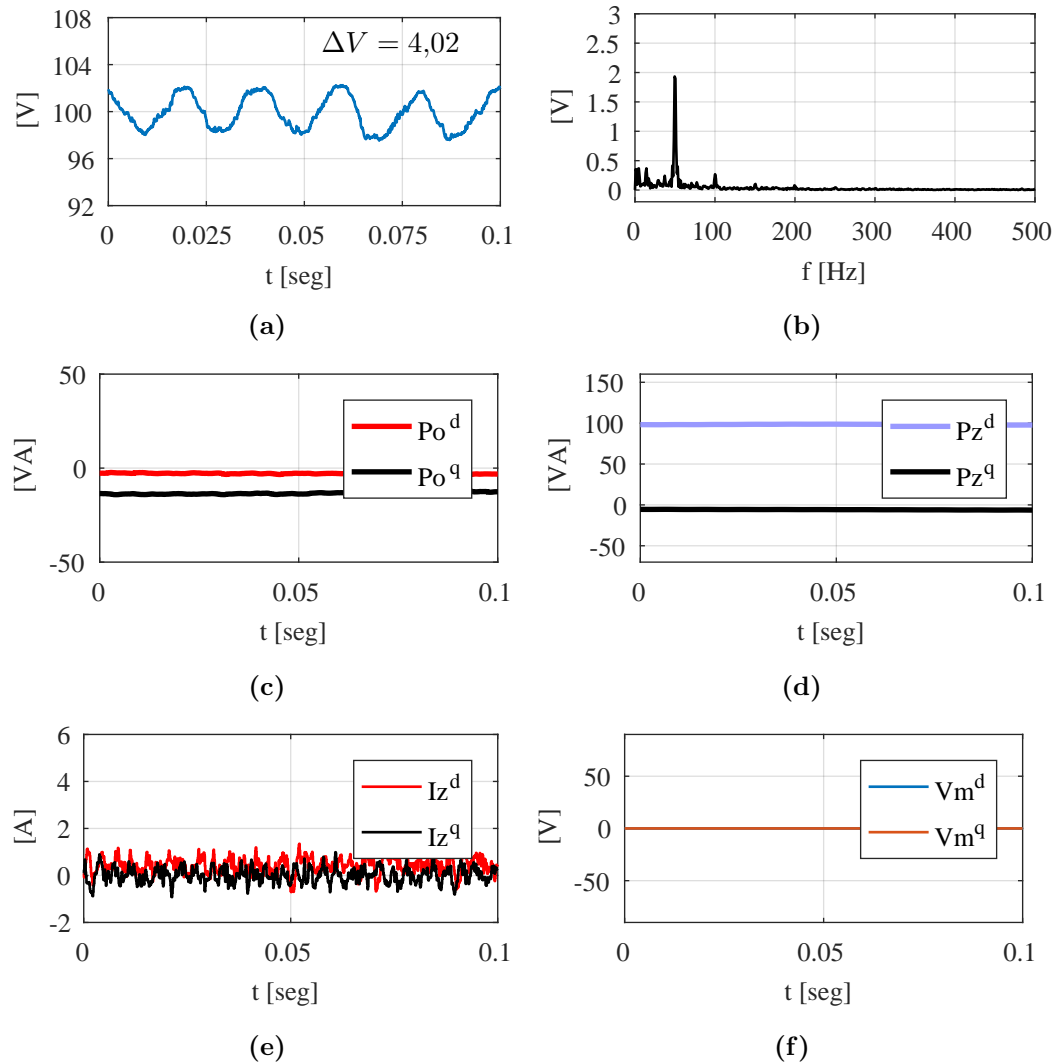 108
104
100
96
92
[V]
ΔV = 4,02
0
0.025
0.05
0.075
0.1
t [seg]
(a)
3
2.5
2
1
0.5
0
[V]
0
100
200
300
400
500
f [Hz]
(b)
50
0
-50
[VA]
Po^d
Po^q
0
0.05
0.1
t [seg]
(c)
150
100
50
0
-50
[VA]
Pz^d
Pz^q
0
0.05
0.1
t [seg]
(d)
6
4
2
0
-2
[A]
Iz^d
Iz^q
0
0.05
0.1
t [seg]
(e)
50
0
-50
[V]
Vm^d
Vm^q
0
0.05
0.1
t [seg]
(f)